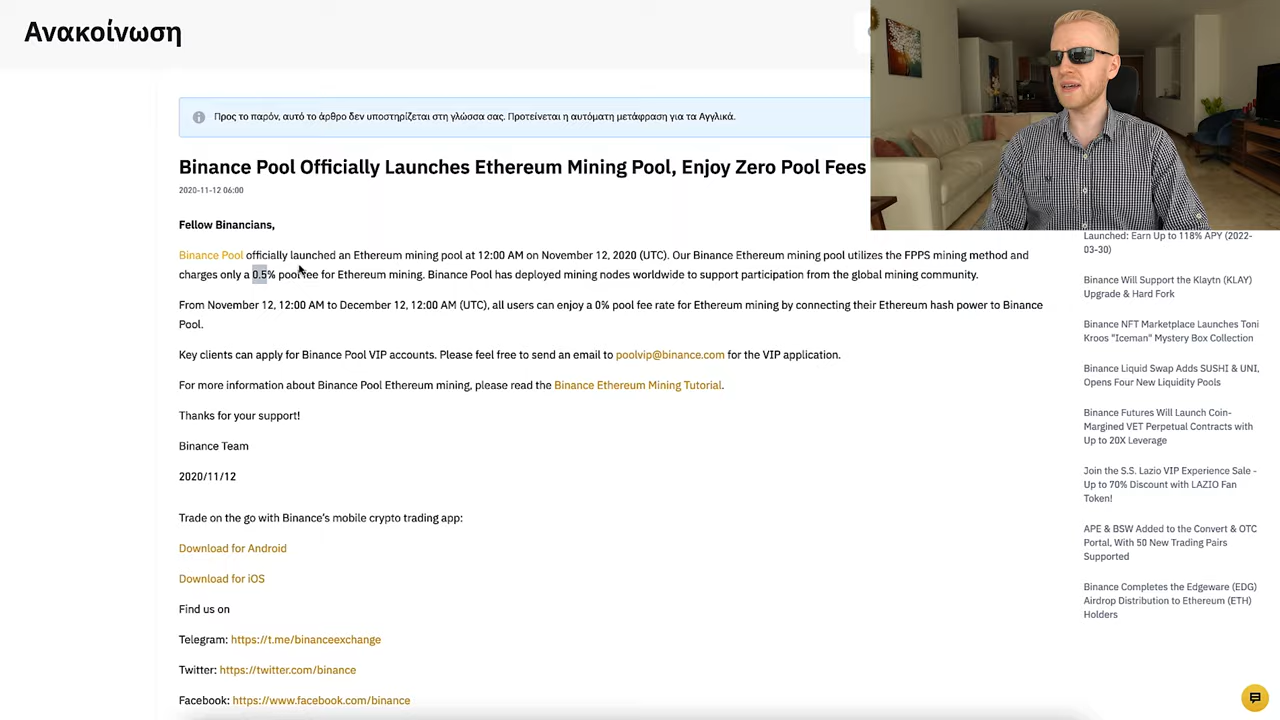 Ανακοίνωση
Προς το παρόν, αυτό το άρθρο δεν υποστηρίζεται στη γλώσσα σας. Προτείνεται η αυτόματη μετάφραση για τα Αγγλικά.
Binance Pool Officially Launches Ethereum Mining Pool, Enjoy Zero Pool Fees
2020-11-12 06:00
Fellow Binancians,
Binance Pool officially launched an Ethereum mining pool at 12:00 AM on November 12, 2020 (UTC). Our Binance Ethereum mining pool utilizes the FPPS mining method and
charges only a 0.5% pool fee for Ethereum mining. Binance Pool has deployed mining nodes worldwide to support participation from the global mining community.
From November 12, 12:00 AM to December 12, 12:00 AM (UTC), all users can enjoy a 0% pool fee rate for Ethereum mining by connecting their Ethereum hash power to Binance
Pool.
Key clients can apply for Binance Pool VIP accounts. Please feel free to send an email to poolvip@binance.com for the VIP application.
For more information about Binance Pool Ethereum mining, please read the Binance Ethereum Mining Tutorial.
Thanks for your support!
Binance Team
2020/11/12
Trade on the go with Binance's mobile crypto trading app:
Download for Android
Download for iOS
Find us on
Telegram: https://t.me/binanceexchange
Twitter: https://twitter.com/binance
Facebook: https://www.facebook.com/binance
Launched: Earn Up to 118% APY (2022-
03-30)
Binance Will Support the Klaytn (KLAY)
Upgrade & Hard Fork
Binance NFT Marketplace Launches Toni
Kroos "Iceman" Mystery Box Collection
Binance Liquid Swap Adds SUSHI & UNI,
Opens Four New Liquidity Pools
Binance Futures Will Launch Coin-
Margined VET Perpetual Contracts with
Up to 20X Leverage
Join the S.S. Lazio VIP Experience Sale -
Up to 70% Discount with LAZIO Fan
Token!
APE & BSW Added to the Convert & OTC
Portal, With 50 New Trading Pairs
Supported
Binance Completes the Edgeware (EDG)
Airdrop Distribution to Ethereum (ETH)
Holders